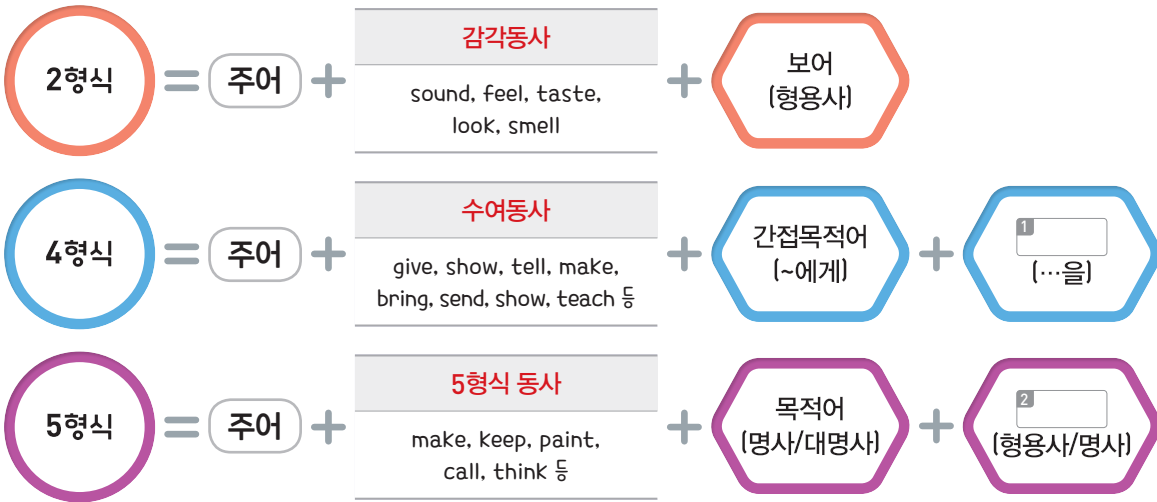 2형식 = 주어 + 감각동사 + 보어
sound, feel, taste, (형용사)
look, smell
4형식 = 주어 + 수여동사 + 간접목적어 + 1
give, show, tell, make, (~에게) (…을)
bring, send, show, teach 등
5형식 = 주어 + 5형식 동사 + 목적어 + 2
make, keep, paint, (명사/대명사) (형용사/명사)
call, think 등